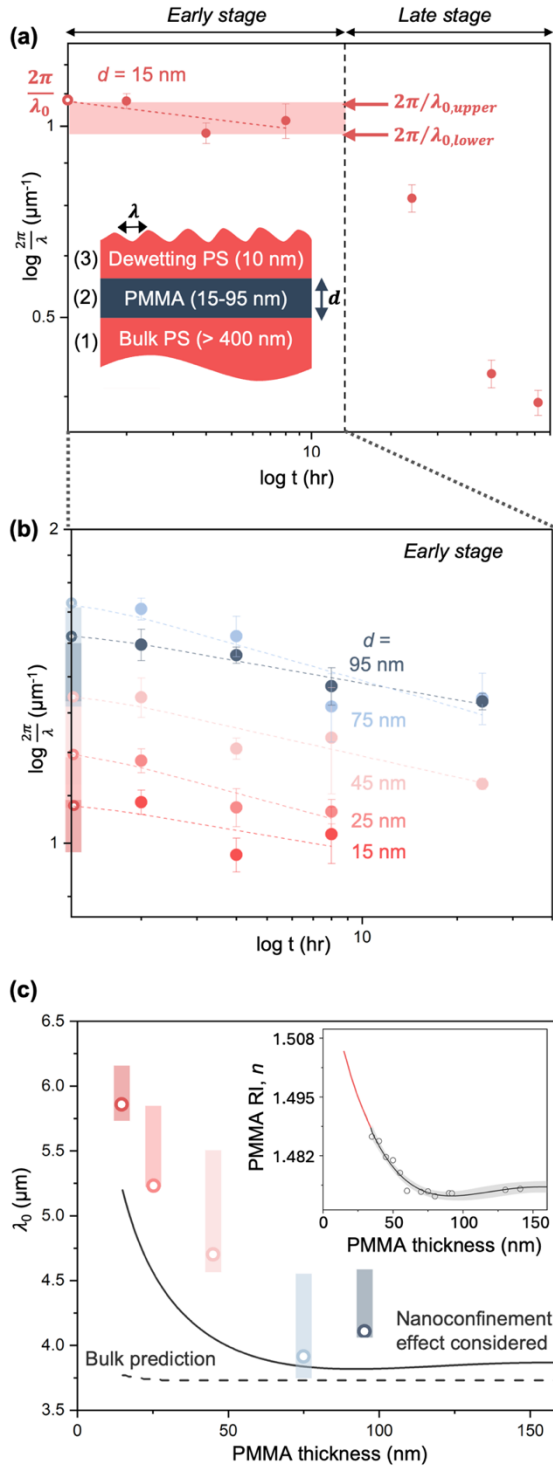 Early stage
Late stage
(a)
2π/λ₀
d = 15 nm
1
2π/λ₀,upper
2π/λ₀,lower
λ
(3) Dewetting PS (10 nm)
(2) PMMA (15-95 nm)
d
(1) Bulk PS (> 400 nm)
0.5
log 2π/λ (μm⁻¹)
10
log t (hr)
(b)
2
Early stage
d =
95 nm
75 nm
45 nm
25 nm
15 nm
1
log 2π/λ (μm⁻¹)
10
log t (hr)
(c)
6.5
6.0
5.5
5.0
4.5
4.0
3.5
λ₀ (μm)
1.508
1.495
1.482
PMMA RI, n
0 50 100 150
PMMA thickness (nm)
Nanoconfinement
effect considered
Bulk prediction
0 50 100 150
PMMA thickness (nm)